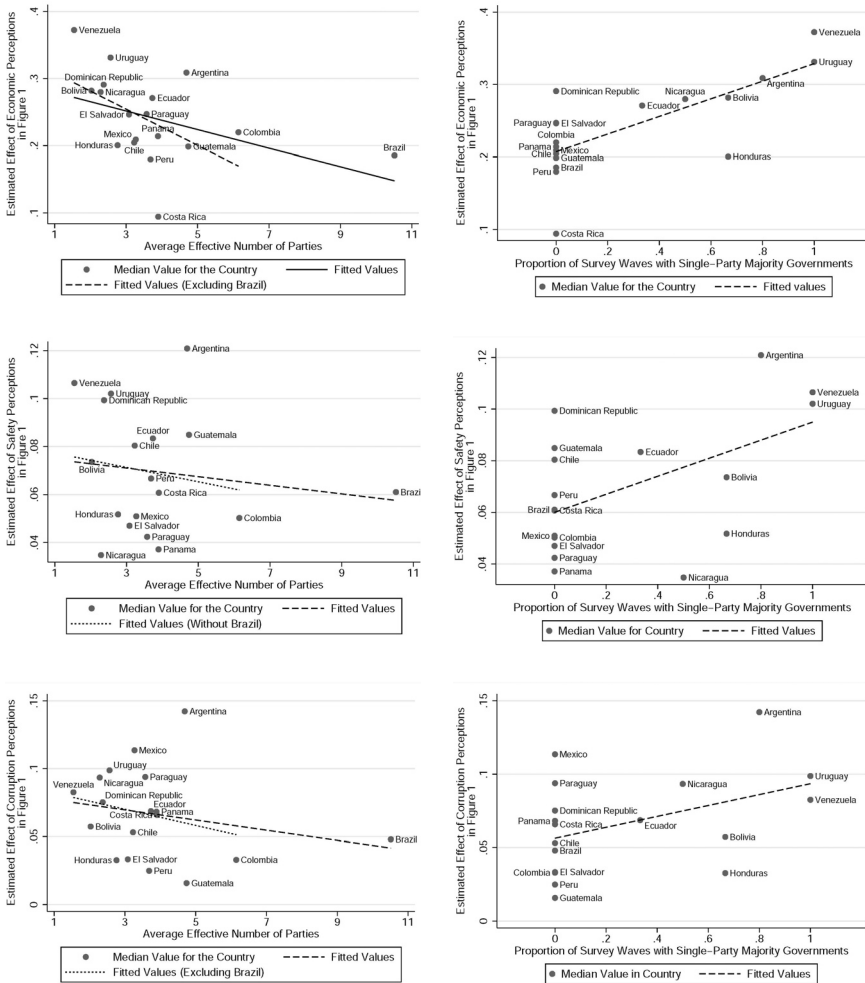 Estimated Effect of Economic Perceptions
in Figure 1
.4
.3
.2
.1
Venezuela
Uruguay
Argentina
Dominican Republic
Bolivia
Nicaragua
Ecuador
El Salvador
Paraguay
Panama
Colombia
Mexico
Chile
Honduras
Guatemala
Brazil
Peru
Costa Rica
1 3 5 7 9 11
Average Effective Number of Parties
Median Value for the Country
Fitted Values
Fitted Values (Excluding Brazil)
Estimated Effect of Economic Perceptions
in Figure 1
.4
.3
.2
.1
Venezuela
Uruguay
Argentina
Dominican Republic
Nicaragua
Bolivia
Ecuador
Paraguay
El Salvador
Colombia
Panama
Mexico
Chile
Guatemala
Honduras
Brazil
Peru
Costa Rica
0 .2 .4 .6 .8 1
Proportion of Survey Waves with Single-Party Majority Governments
Median Value for the Country
Fitted values
Estimated Effect of Safety Perceptions
in Figure 1
.12
.1
.08
.06
.04
Argentina
Venezuela
Uruguay
Dominican Republic
Ecuador
Guatemala
Chile
Bolivia
Peru
Costa Rica
Brazi
Honduras
Mexico
Colombia
El Salvador
Paraguay
Panama
Nicaragua
1 3 5 7 9 11
Average Effective Number of Parties
Median Value for the Country
Fitted Values
Fitted Values (Without Brazil)
Estimated Effect of Safety Perceptions
in Figure 1
.12
.1
.08
.06
.04
Argentina
Venezuela
Uruguay
Dominican Republic
Guatemala
Ecuador
Chile
Bolivia
Peru
Brazil
Costa Rica
Mexico
Colombia
Honduras
El Salvador
Paraguay
Panama
Nicaragua
0 .2 .4 .6 .8 1
Proportion of Survey Waves with Single-Party Majority Governments
Median Value for Country
Fitted Values
Estimated Effect of Corruption Perceptions
in Figure 1
.15
.1
.05
0
Argentina
Mexico
Uruguay
Nicaragua
Paraguay
Venezuela
Dominican Republic
Ecuador
Panama
Costa Rica
Bolivia
Chile
Brazil
Honduras
El Salvador
Colombia
Peru
Guatemala
1 3 5 7 9 11
Average Effective Number of Parties
Median Value for the Country
Fitted Values
Fitted Values (Excluding Brazil)
Estimated Effect of Corruption Perceptions
in Figure 1
.15
.1
.05
0
Argentina
Mexico
Uruguay
Paraguay
Nicaragua
Venezuela
Dominican Republic
Panama
Costa Rica
Ecuador
Bolivia
Chile
Brazil
Colombia
El Salvador
Honduras
Peru
Guatemala
0 .2 .4 .6 .8 1
Proportion of Survey Waves with Single-Party Majority Governments
Median Value in Country
Fitted Values